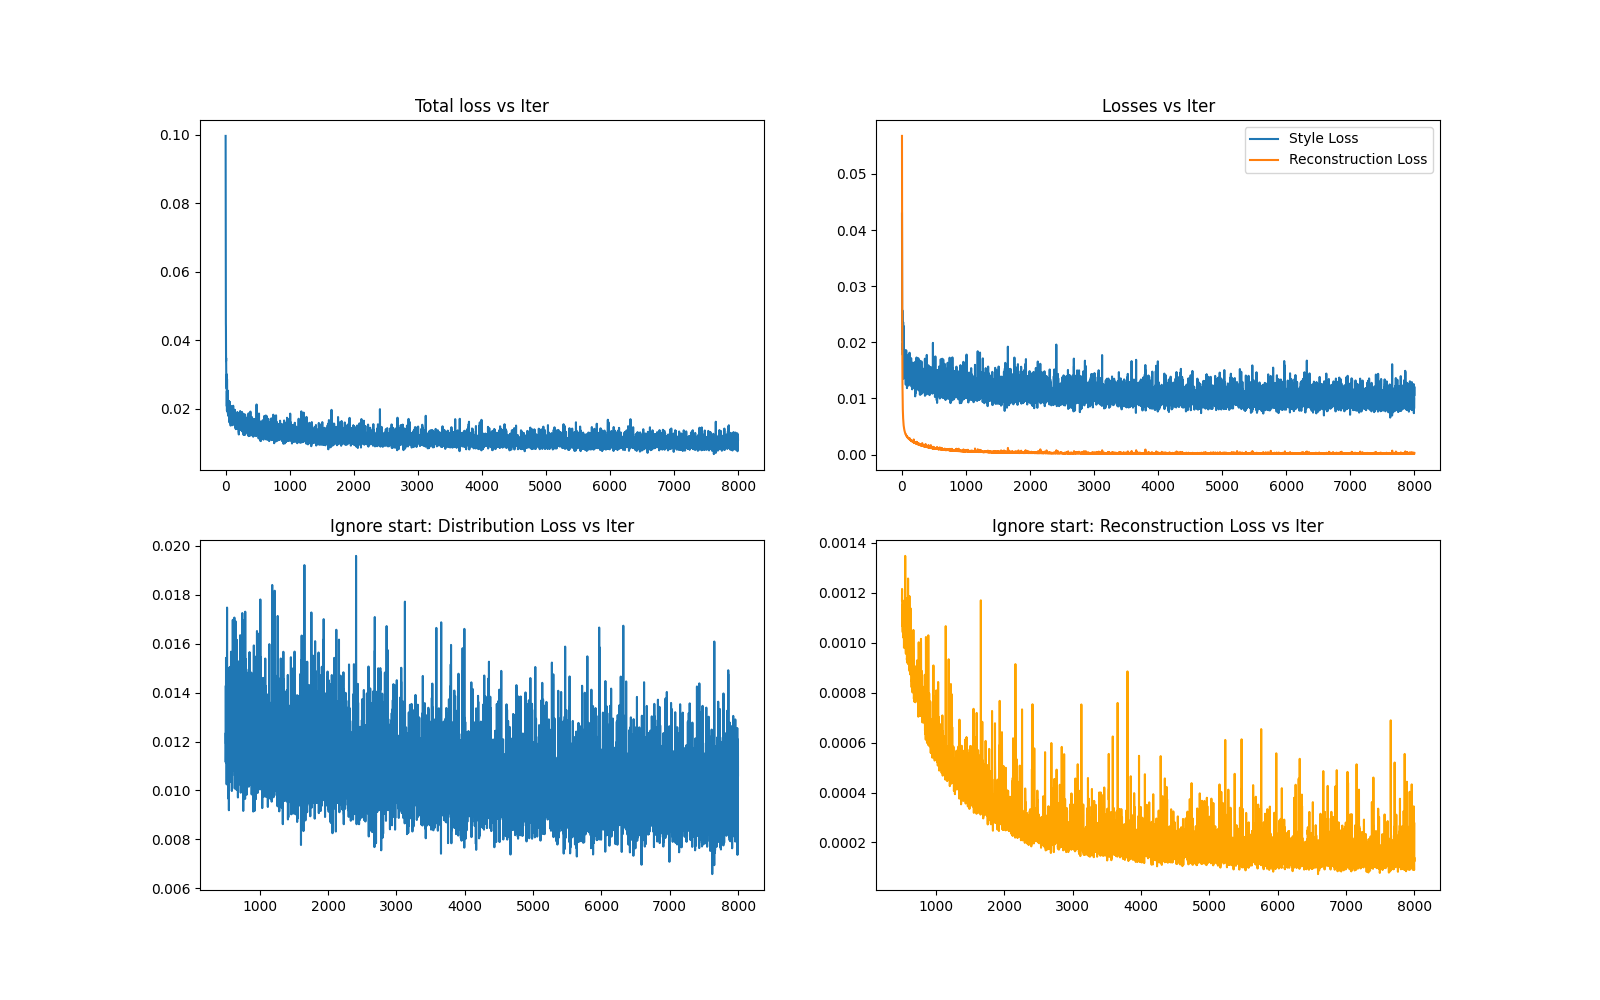 Total loss vs Iter
0.10
0.08
0.06
0.04
0.02
0 1000 2000 3000 4000 5000 6000 7000 8000
Losses vs Iter
Style Loss
Reconstruction Loss
0.05
0.04
0.03
0.02
0.01
0.00
0 1000 2000 3000 4000 5000 6000 7000 8000
Ignore start: Distribution Loss vs Iter
0.020
0.018
0.016
0.014
0.012
0.010
0.008
0.006
1000 2000 3000 4000 5000 6000 7000 8000
Ignore start: Reconstruction Loss vs Iter
0.0014
0.0012
0.0010
0.0008
0.0006
0.0004
0.0002
1000 2000 3000 4000 5000 6000 7000 8000